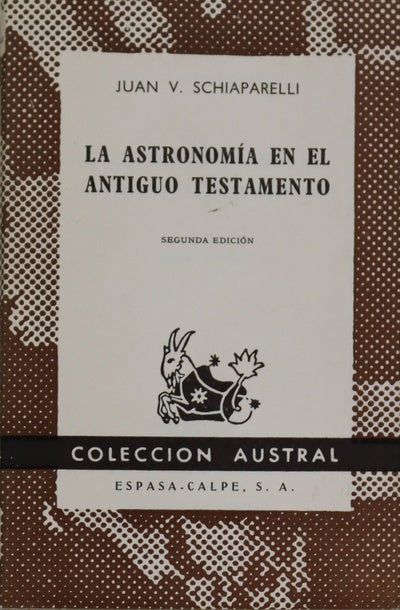 JUAN V. SCHIAPARELLI
LA ASTRONOMÍA EN EL
ANTIGUO TESTAMENTO
SEGUNDA EDICIÓN
COLECCION AUSTRAL
ESPASA-CALPE, S. A.